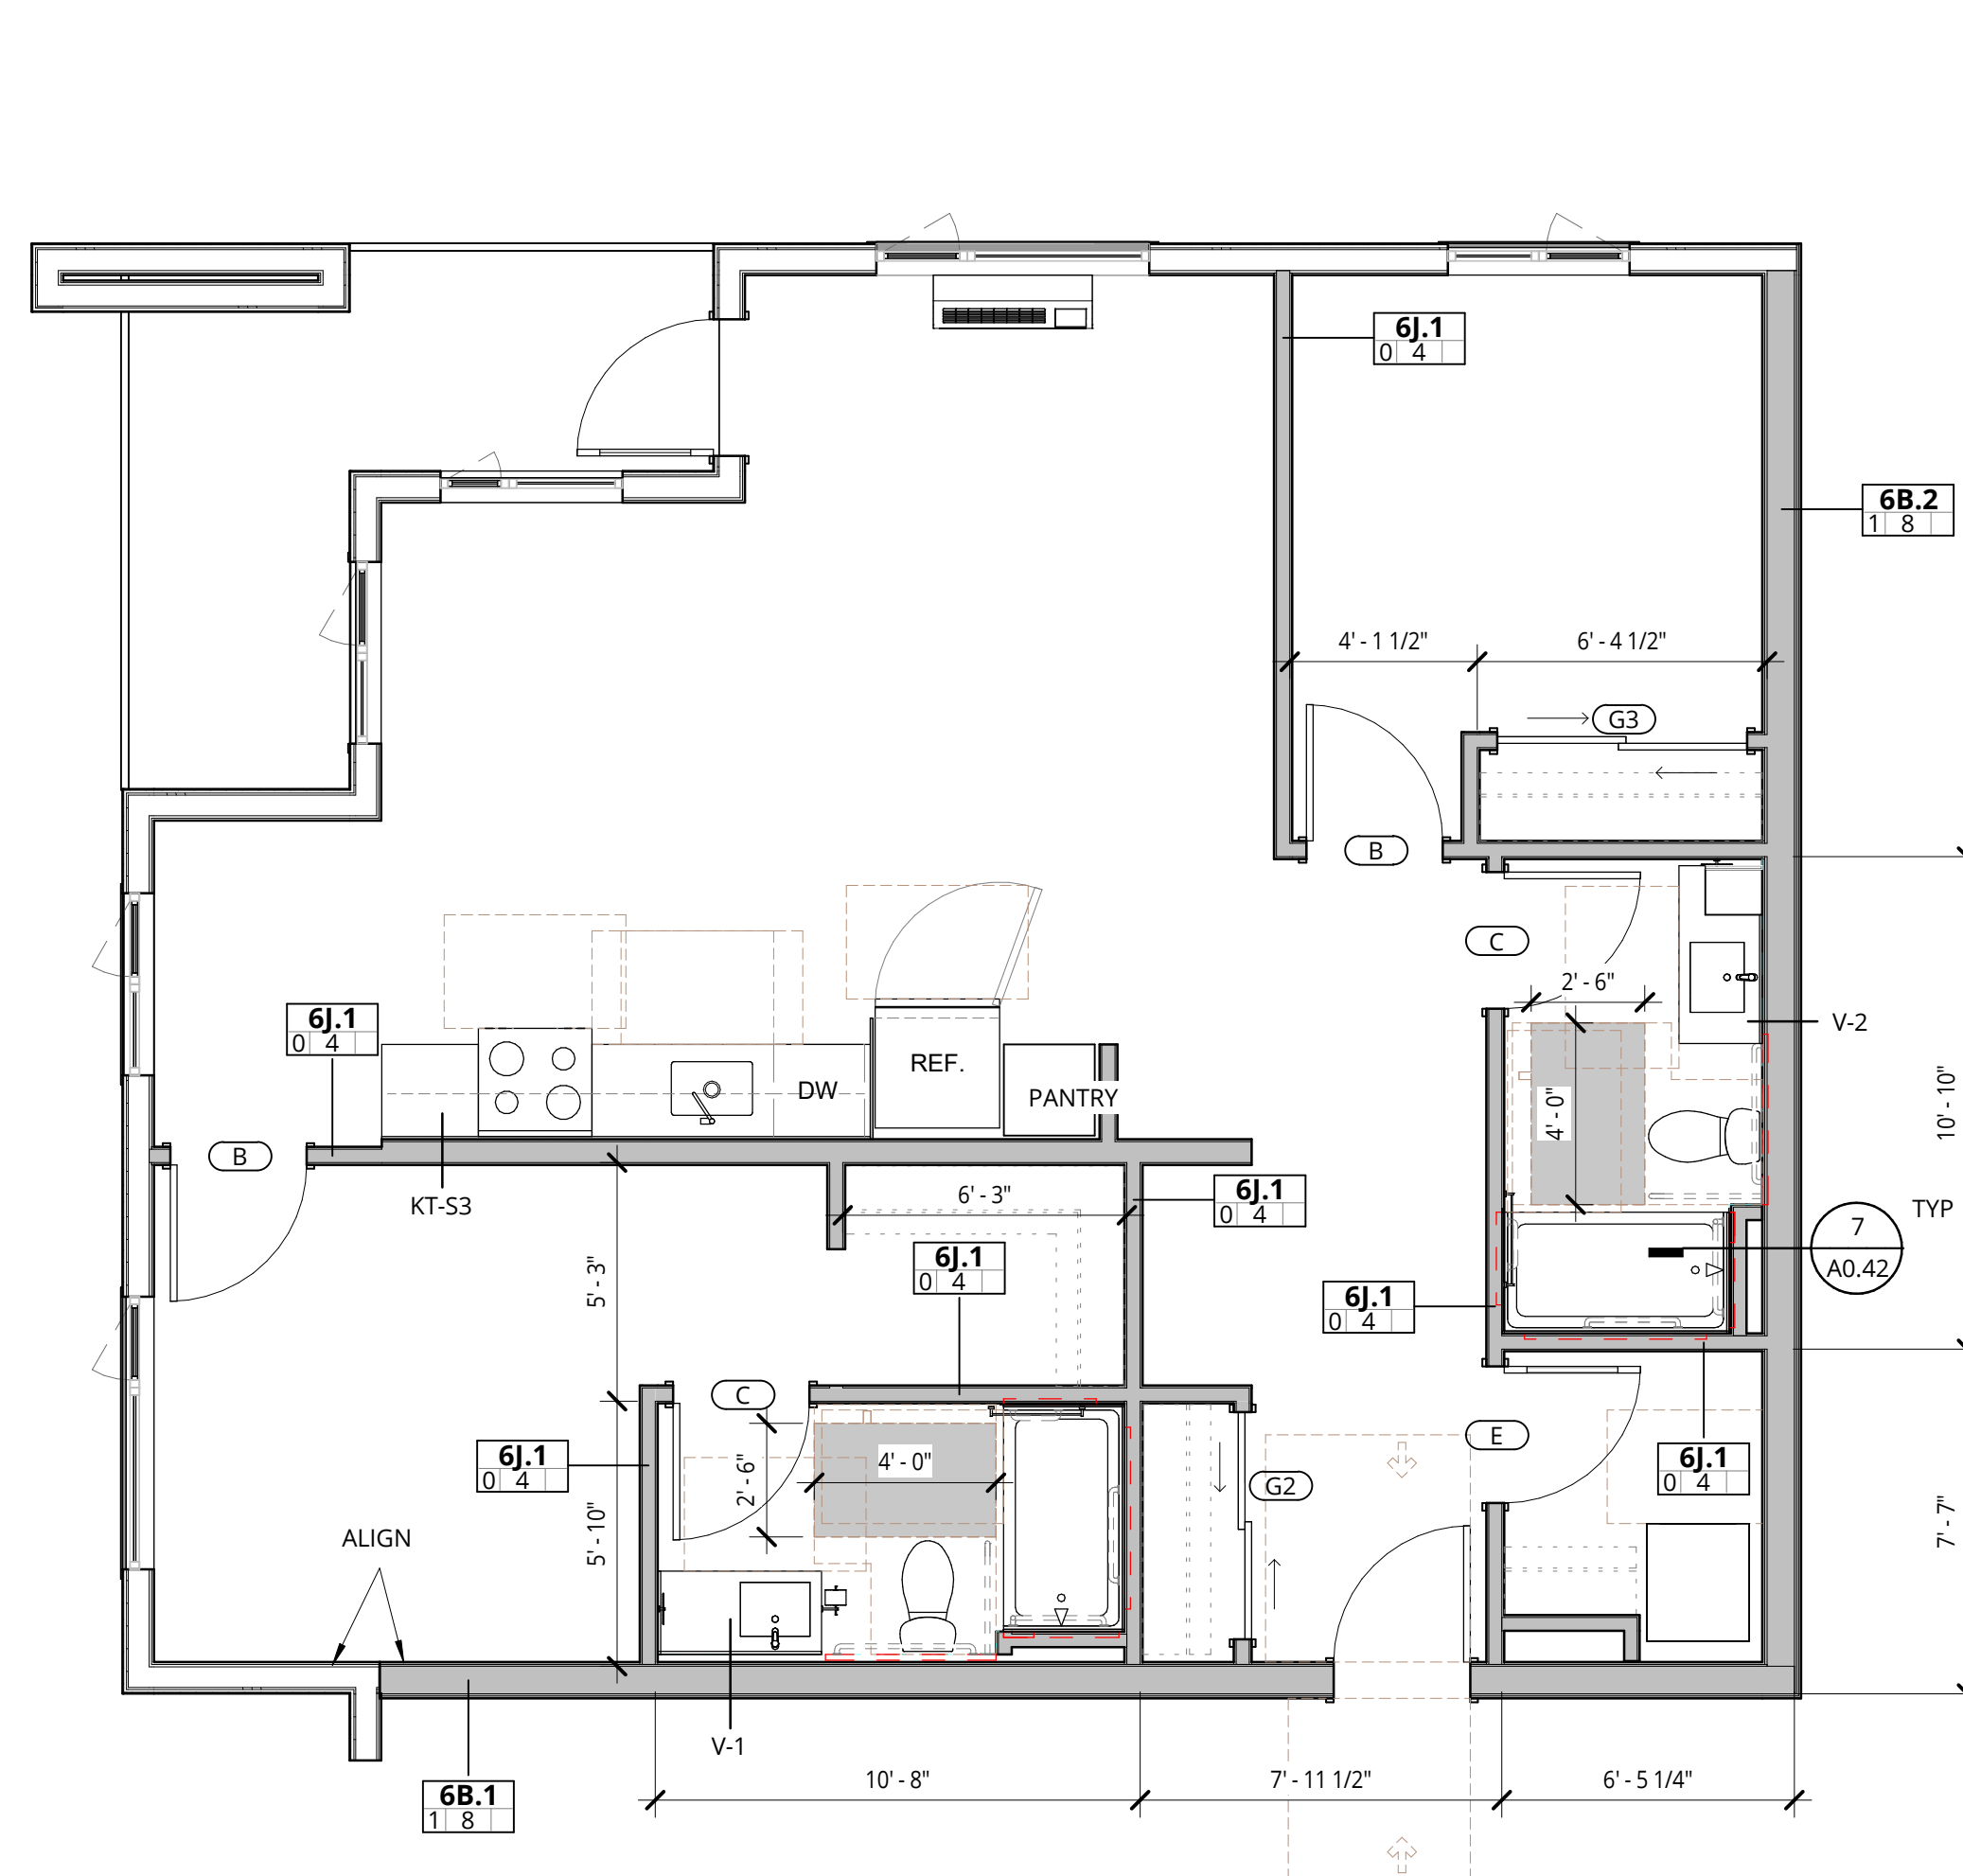 6J.1
0 4
6B.2
1 8
4' - 1 1/2"
6' - 4 1/2"
G3
B
C
2' - 6"
V-2
6J.1
0 4
REF.
DW
PANTRY
4' - 0"
10' - 10"
B
KT-S3
6' - 3"
6J.1
0 4
TYP
7
A0.42
5' - 3"
6J.1
0 4
6J.1
0 4
C
E
6J.1
0 4
4' - 0"
2' - 6"
G2
6J.1
0 4
ALIGN
5' - 10"
7' - 7"
V-1
10' - 8"
7' - 11 1/2"
6' - 5 1/4"
6B.1
1 8